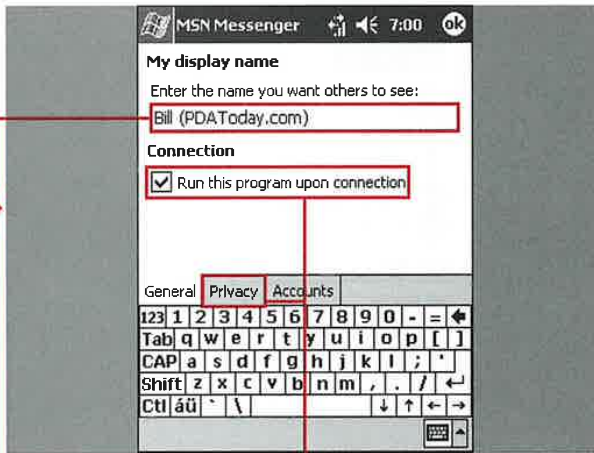 MSN Messenger 7:00 ok
My display name
Enter the name you want others to see:
Bill (PDAToday.com)
Connection
Run this program upon connection
General Privacy Accounts
123 1 2 3 4 5 6 7 8 9 0 - =
Tab q w e r t y u i o p [ ]
CAP a s d f g h j k l ; '
Shift z x c v b n m , . /
Ctl áü ` \